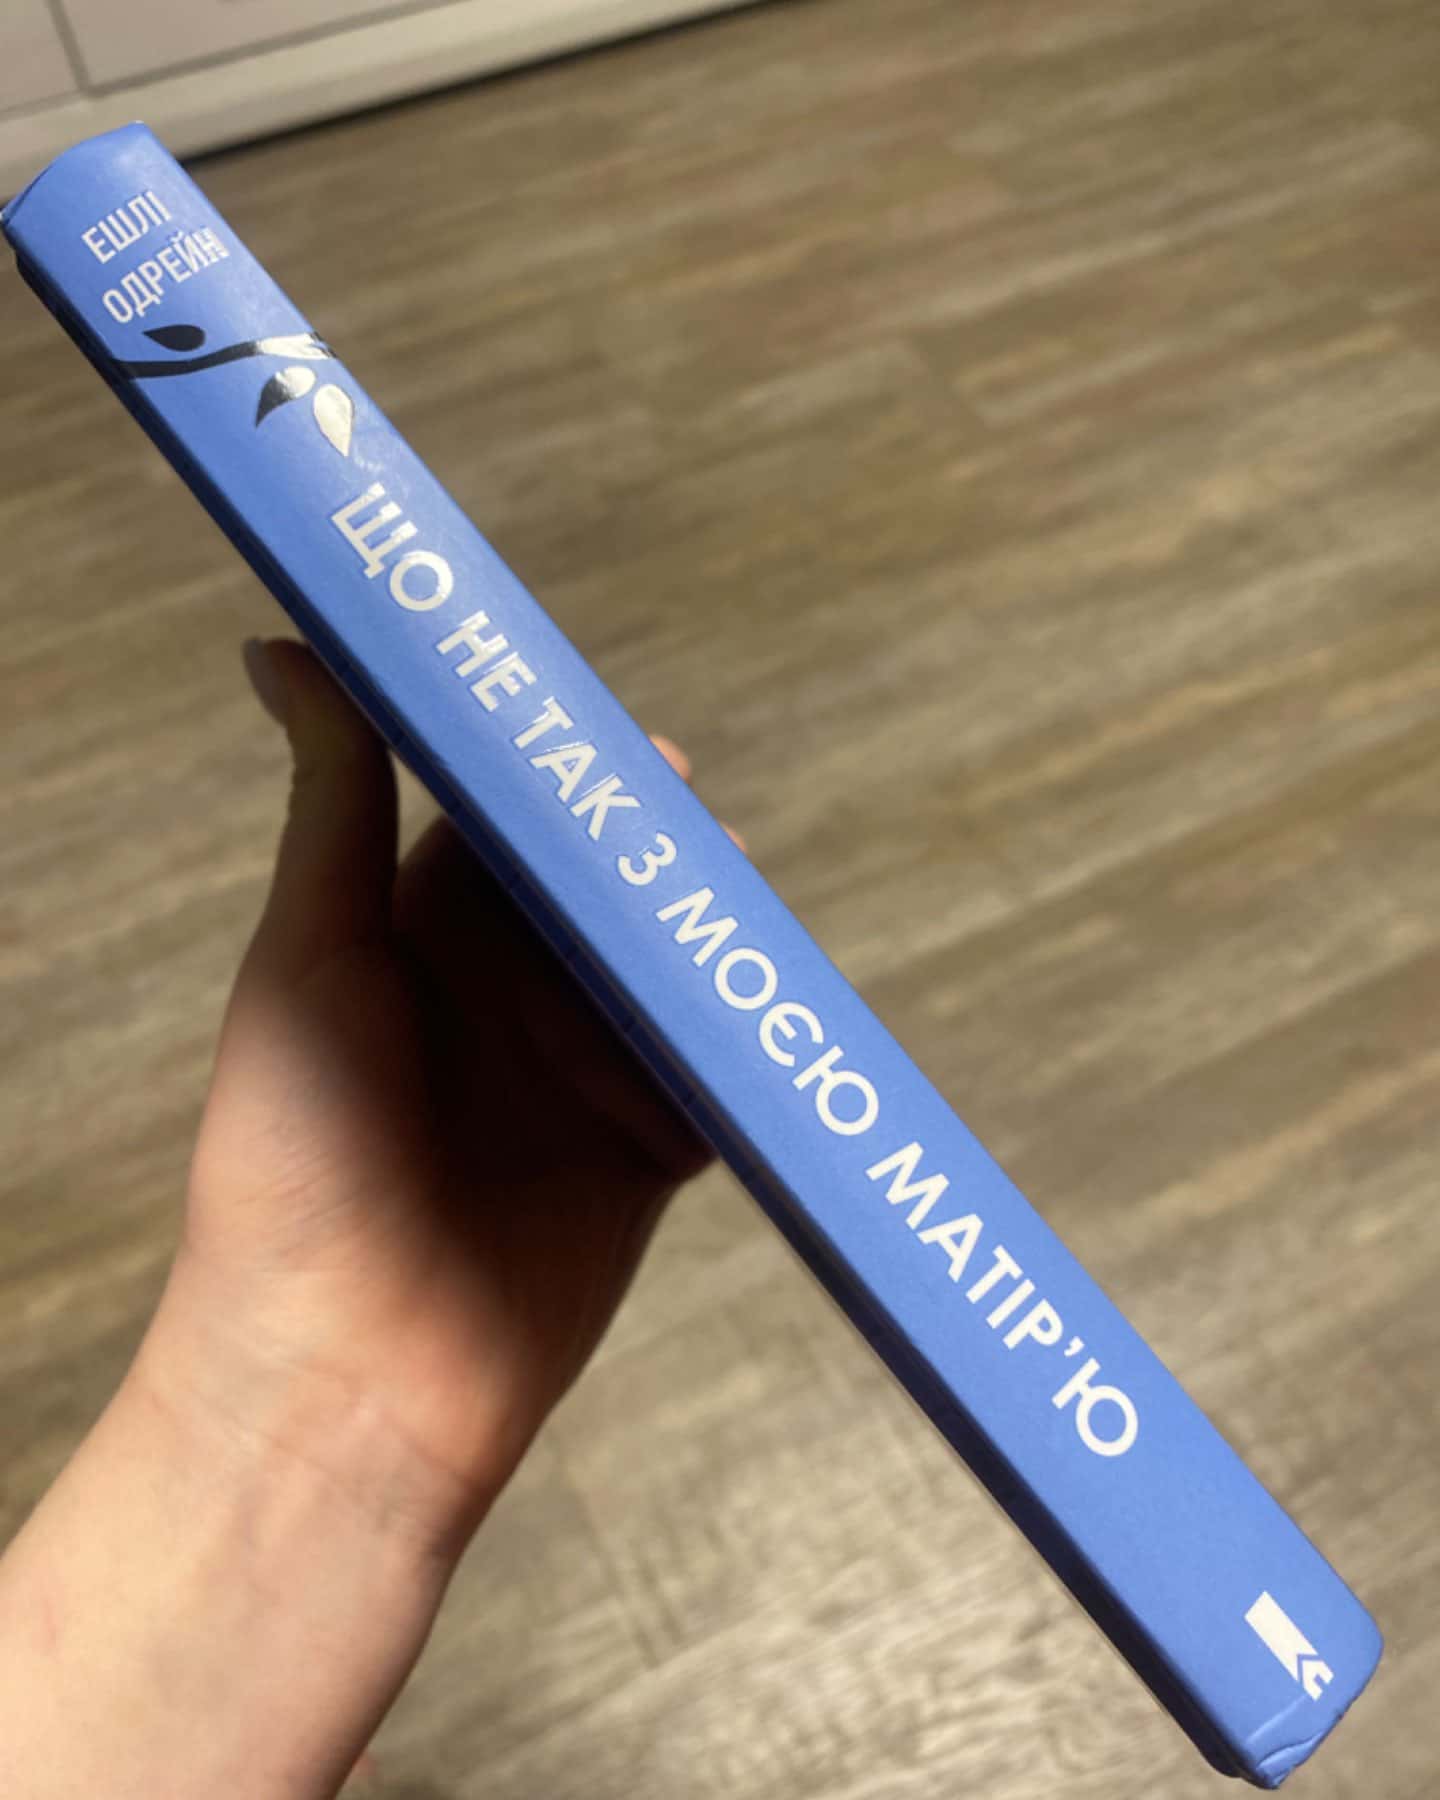 ЕШЛІ
ОДРЕЙН
ЩО НЕ ТАК З МОЄЮ МАТІР’Ю